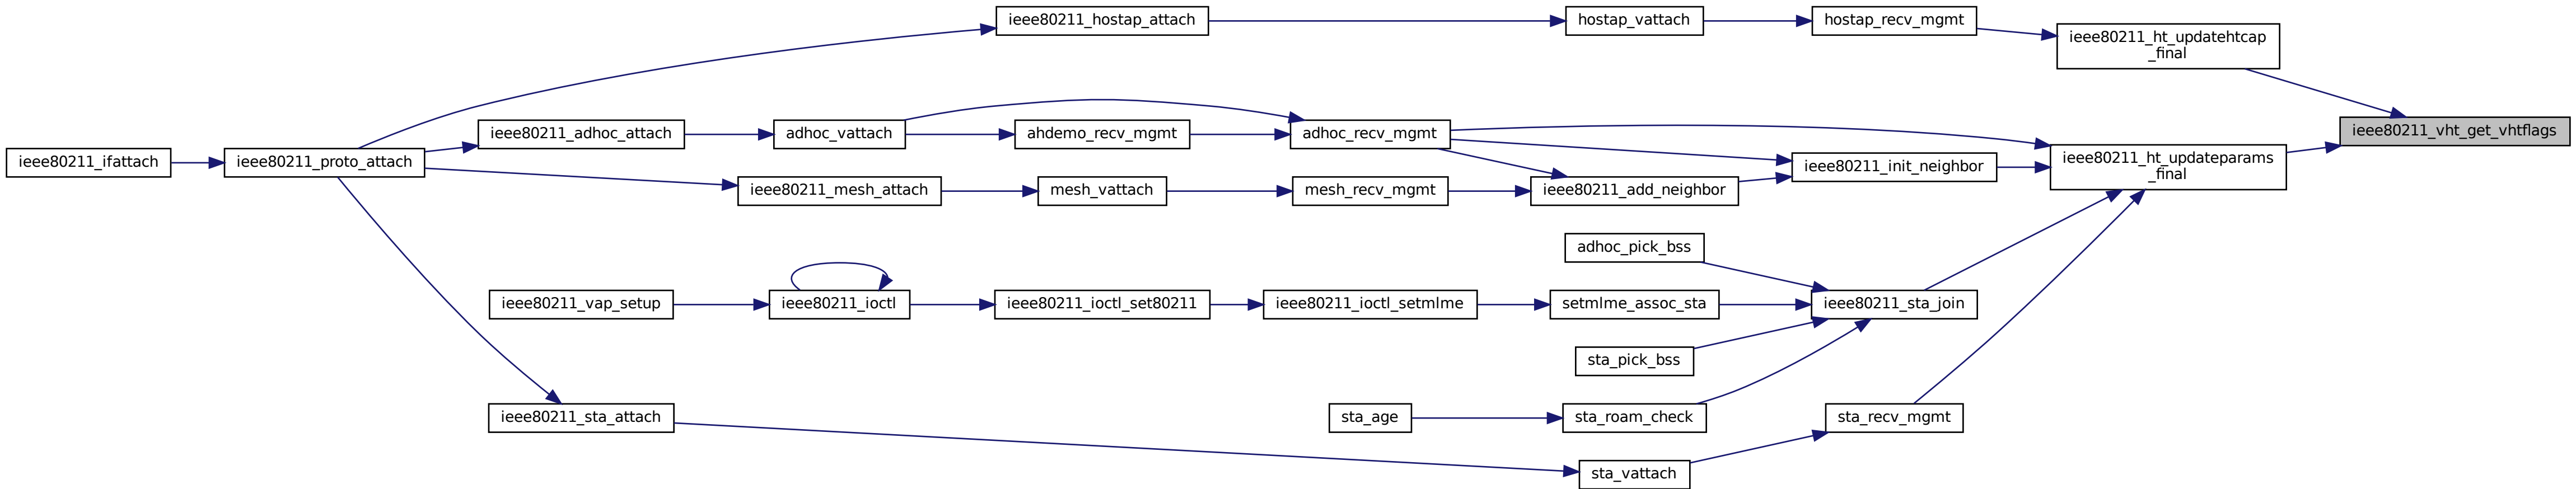 ieee80211_hostap_attach
hostap_vattach
hostap_recv_mgmt
ieee80211_ht_updatehtcap
_final
ieee80211_vht_get_vhtflags
ieee80211_adhoc_attach
adhoc_vattach
ahdemo_recv_mgmt
adhoc_recv_mgmt
ieee80211_ifattach
ieee80211_proto_attach
ieee80211_init_neighbor
ieee80211_ht_updateparams
_final
ieee80211_mesh_attach
mesh_vattach
mesh_recv_mgmt
ieee80211_add_neighbor
adhoc_pick_bss
ieee80211_vap_setup
ieee80211_ioctl
ieee80211_ioctl_set80211
ieee80211_ioctl_setmlme
setmlme_assoc_sta
ieee80211_sta_join
sta_pick_bss
ieee80211_sta_attach
sta_age
sta_roam_check
sta_recv_mgmt
sta_vattach